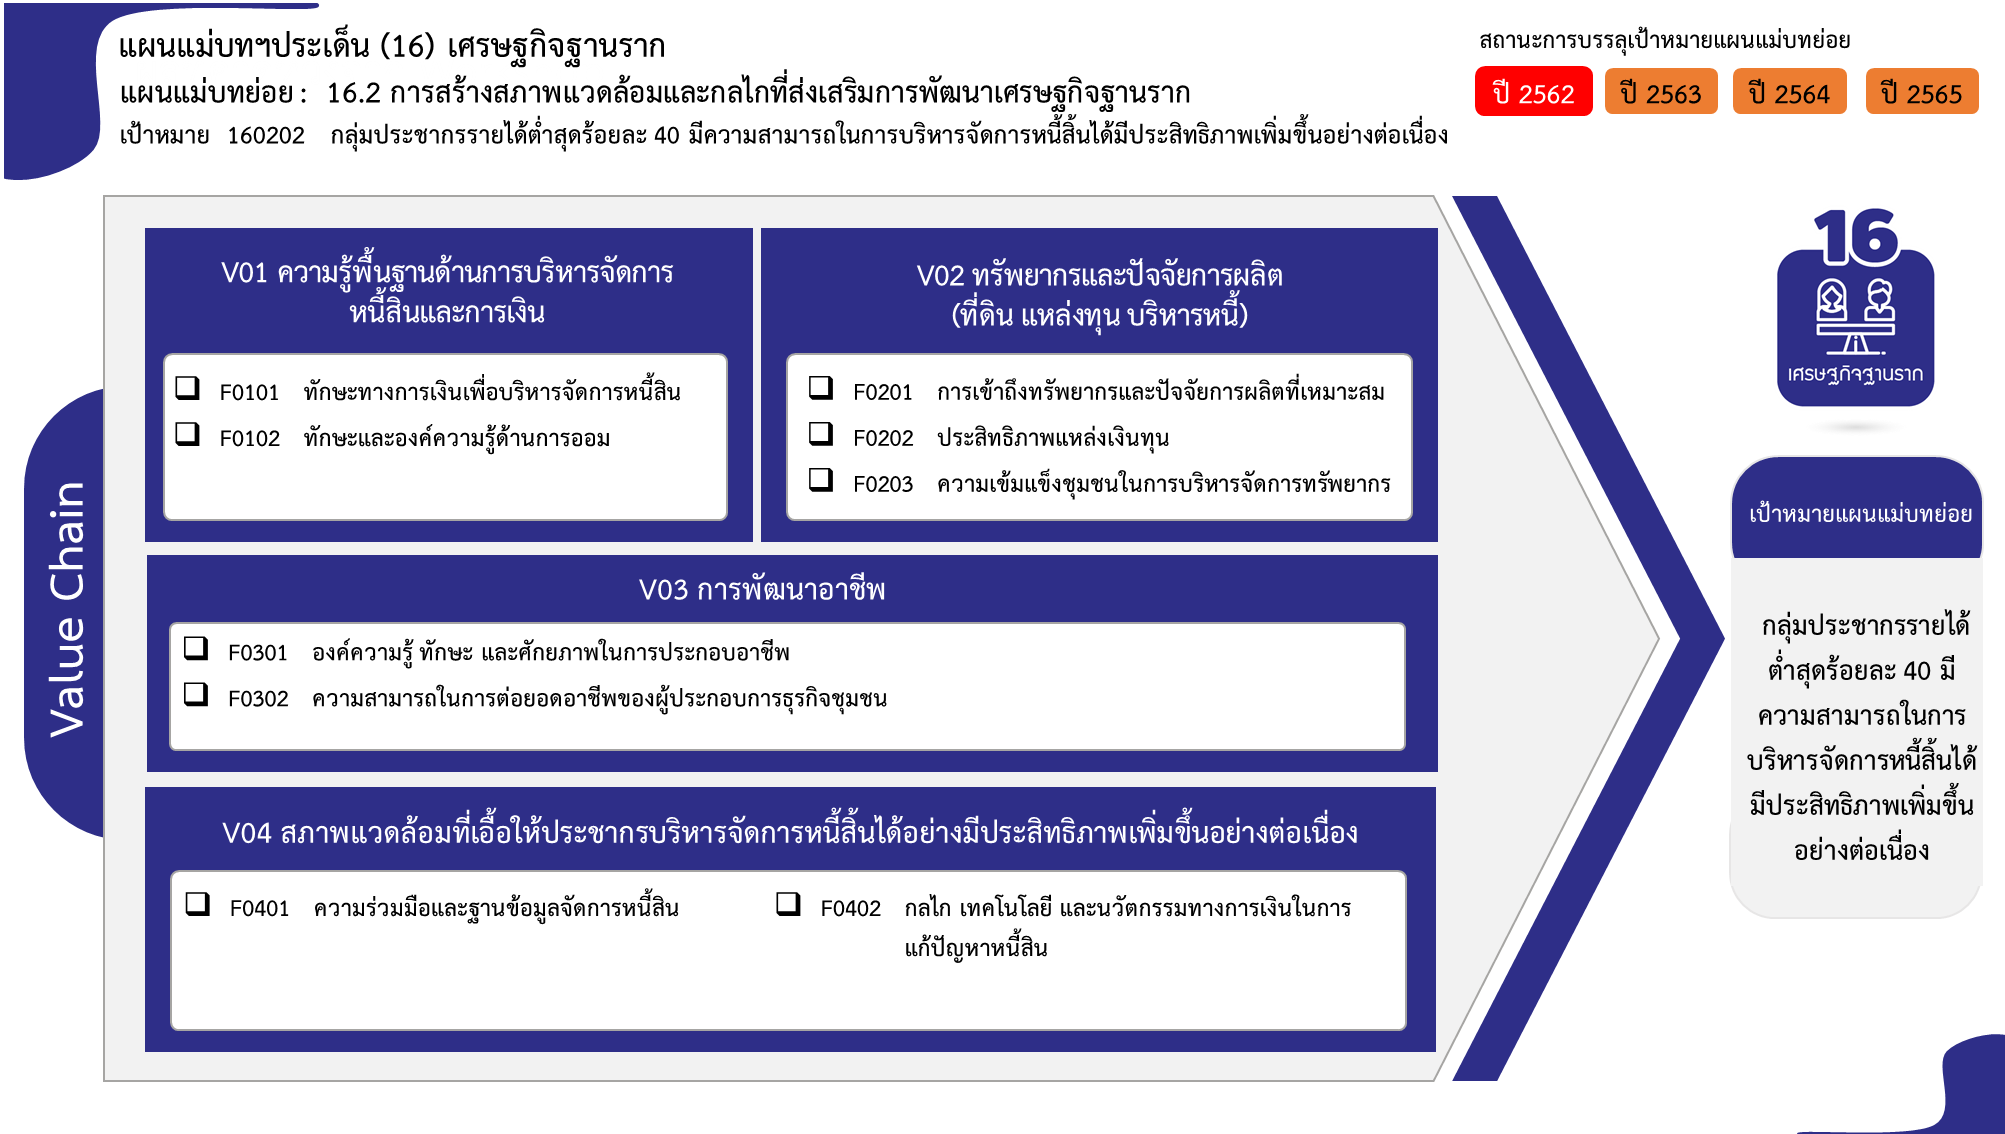 แผนแม่บทฯประเด็น (16) เศรษฐกิจฐานราก
แผนแม่บทย่อย : 16.2 การสร้างสภาพแวดล้อมและกลไกที่ส่งเสริมการพัฒนาเศรษฐกิจฐานราก
เป้าหมาย 160202 กลุ่มประชากรรายได้ต่ำสุดร้อยละ 40 มีความสามารถในการบริหารจัดการหนี้สิ้นได้มีประสิทธิภาพเพิ่มขึ้นอย่างต่อเนื่อง
สถานะการบรรลุเป้าหมายแผนแม่บทย่อย
ปี 2562 ปี 2563 ปี 2564 ปี 2565
Value Chain
V01 ความรู้พื้นฐานด้านการบริหารจัดการ
หนี้สินและการเงิน
F0101 ทักษะทางการเงินเพื่อบริหารจัดการหนี้สิน
F0102 ทักษะและองค์ความรู้ด้านการออม
V02 ทรัพยากรและปัจจัยการผลิต
(ที่ดิน แหล่งทุน บริหารหนี้)
F0201 การเข้าถึงทรัพยากรและปัจจัยการผลิตที่เหมาะสม
F0202 ประสิทธิภาพแหล่งเงินทุน
F0203 ความเข้มแข็งชุมชนในการบริหารจัดการทรัพยากร
V03 การพัฒนาอาชีพ
F0301 องค์ความรู้ ทักษะ และศักยภาพในการประกอบอาชีพ
F0302 ความสามารถในการต่อยอดอาชีพของผู้ประกอบการธุรกิจชุมชน
V04 สภาพแวดล้อมที่เอื้อให้ประชากรบริหารจัดการหนี้สิ้นได้อย่างมีประสิทธิภาพเพิ่มขึ้นอย่างต่อเนื่อง
F0401 ความร่วมมือและฐานข้อมูลจัดการหนี้สิน
F0402 กลไก เทคโนโลยี และนวัตกรรมทางการเงินในการ
แก้ปัญหาหนี้สิน
16
เศรษฐกิจฐานราก
เป้าหมายแผนแม่บทย่อย
กลุ่มประชากรรายได้
ต่ำสุดร้อยละ 40 มี
ความสามารถในการ
บริหารจัดการหนี้สิ้นได้
มีประสิทธิภาพเพิ่มขึ้น
อย่างต่อเนื่อง